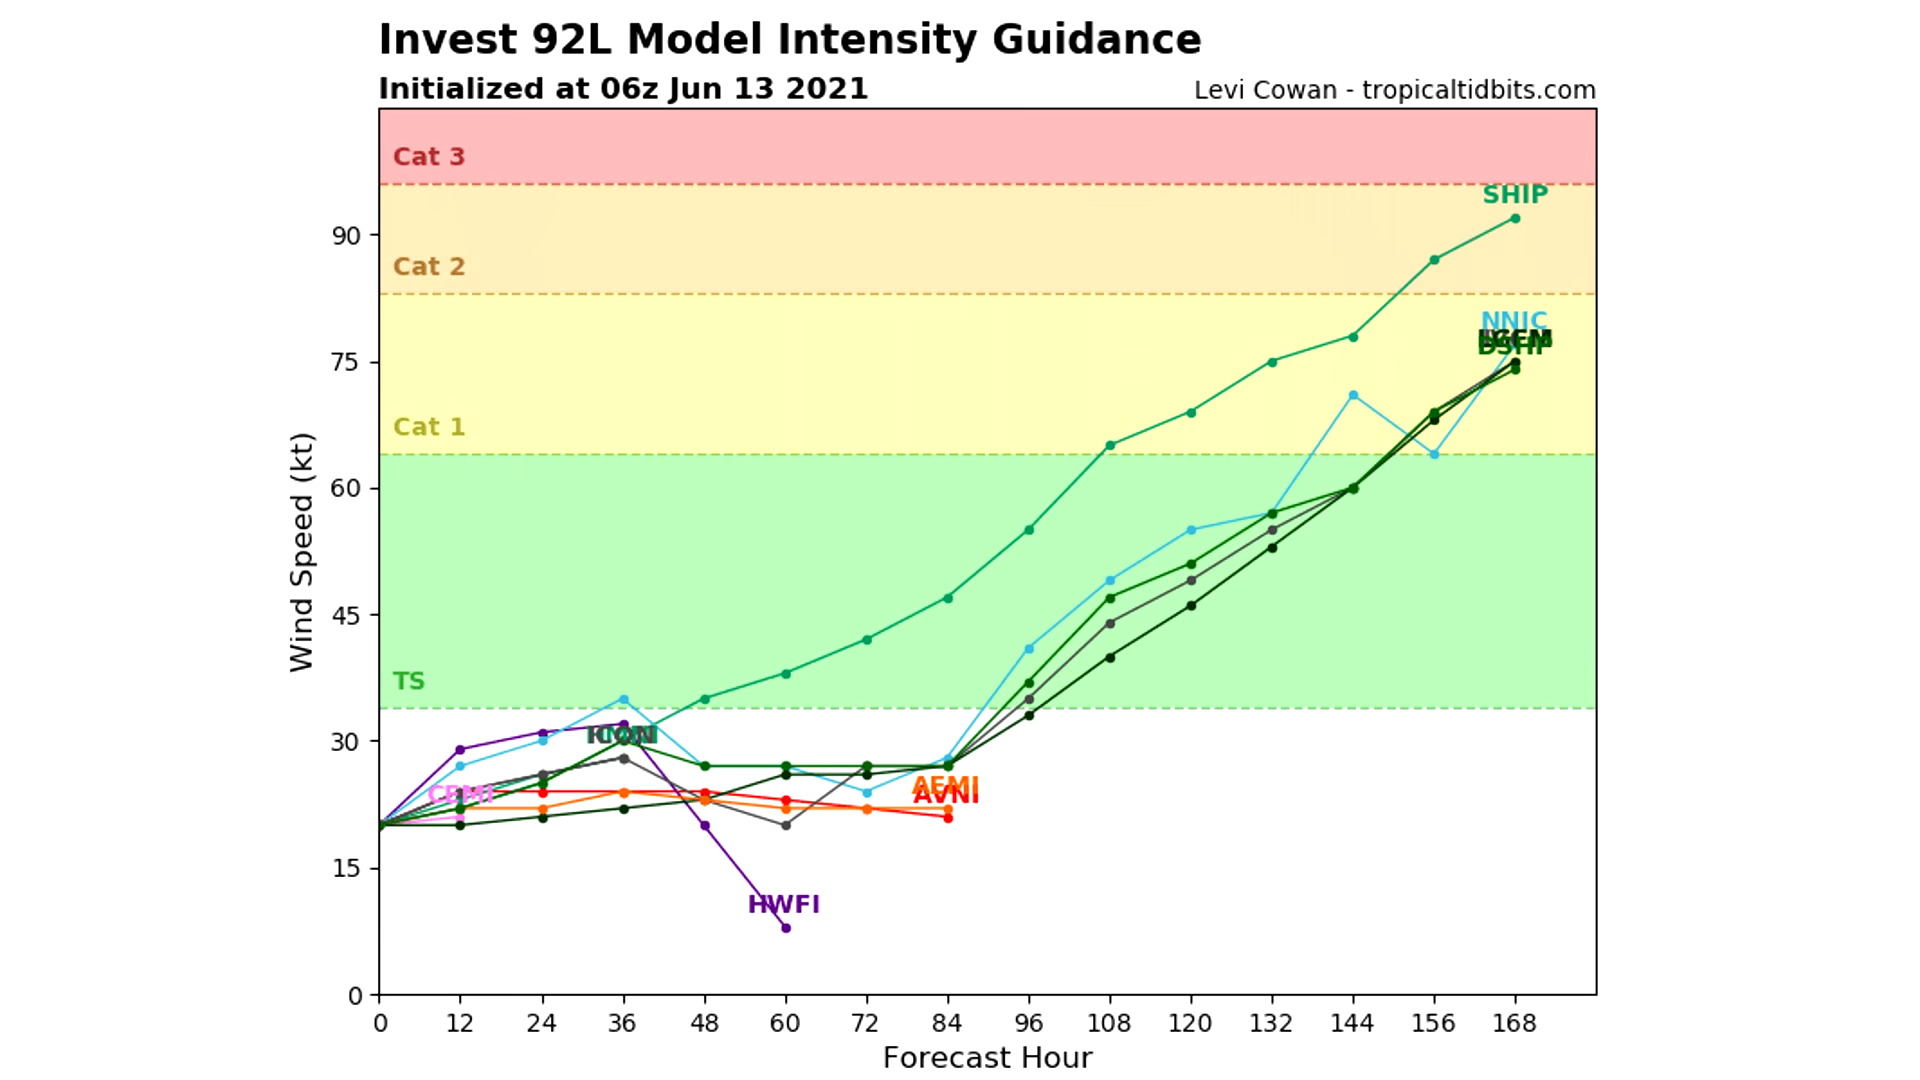 Invest 92L Model Intensity Guidance
Initialized at 06z Jun 13 2021
Levi Cowan - tropicaltidbits.com
Cat 3
SHIP
90
Cat 2
NNIC
DSHP
75
Cat 1
Wind Speed (kt)
60
45
TS
30
AEMI
CEMI
AVNI
15
HWFI
0
0 12 24 36 48 60 72 84 96 108 120 132 144 156 168
Forecast Hour